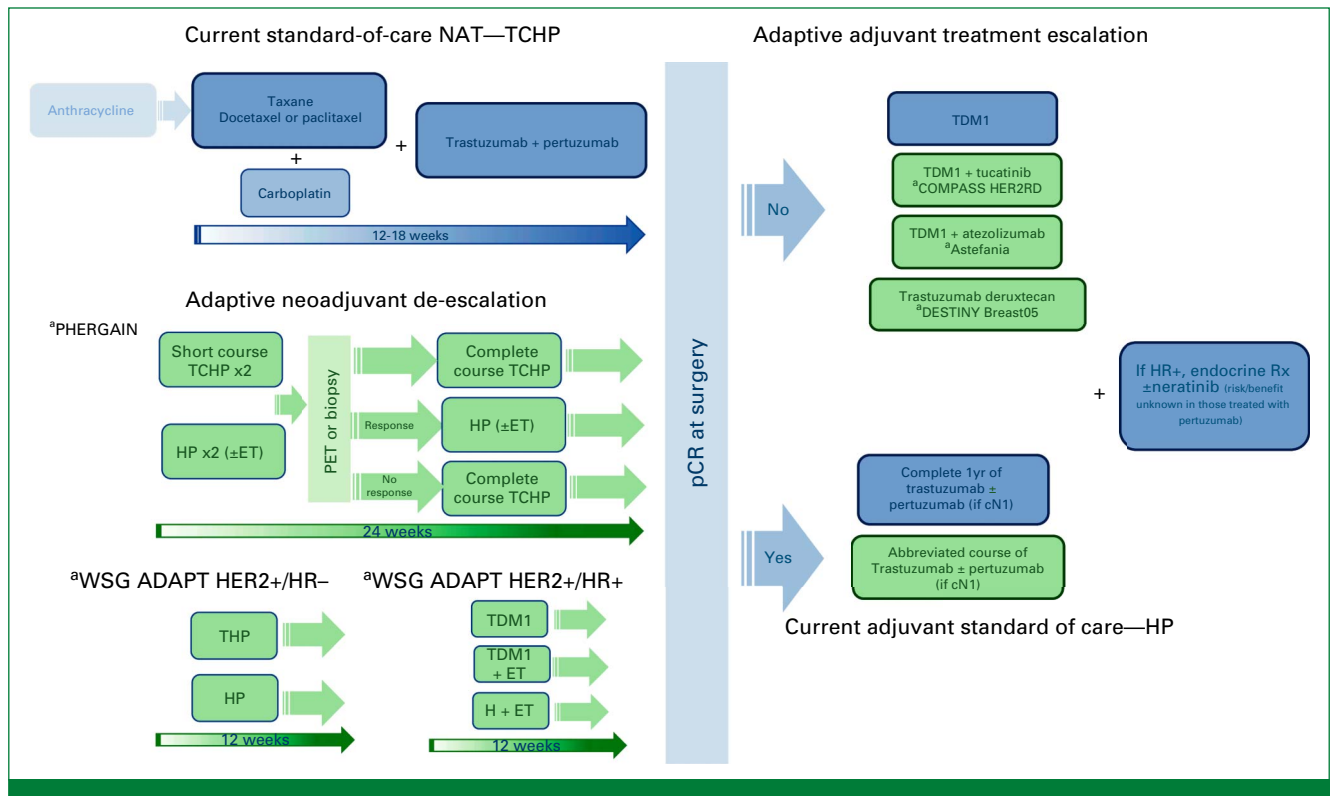 Current standard-of-care NAT—TCHP
Anthracycline
Taxane
Docetaxel or paclitaxel
+
Carboplatin
+
Trastuzumab + pertuzumab
12-18 weeks
Adaptive neoadjuvant de-escalation
aPHERGAIN
Short course
TCHP x2
HP x2 (±ET)
PET or biopsy
Complete
course TCHP
Response
HP (±ET)
No
response
Complete
course TCHP
24 weeks
aWSG ADAPT HER2+/HR–
THP
HP
12 weeks
aWSG ADAPT HER2+/HR+
TDM1
TDM1
+ ET
H + ET
12 weeks
pCR at surgery
Adaptive adjuvant treatment escalation
No
TDM1
TDM1 + tucatinib
aCOMPASS HER2RD
TDM1 + atezolizumab
aAstefania
Trastuzumab deruxtecan
aDESTINY Breast05
+
If HR+, endocrine Rx
±neratinib (risk/benefit
unknown in those treated with
pertuzumab)
Yes
Complete 1yr of
trastuzumab ±
pertuzumab (if cN1)
Abbreviated course of
Trastuzumab ± pertuzumab
(if cN1)
Current adjuvant standard of care—HP